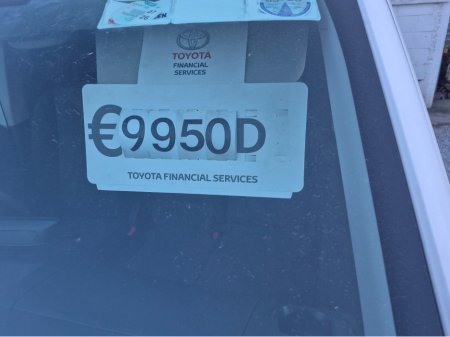 TOYOTA
FINANCIAL
SERVICES
€9950D
TOYOTA FINANCIAL SERVICES